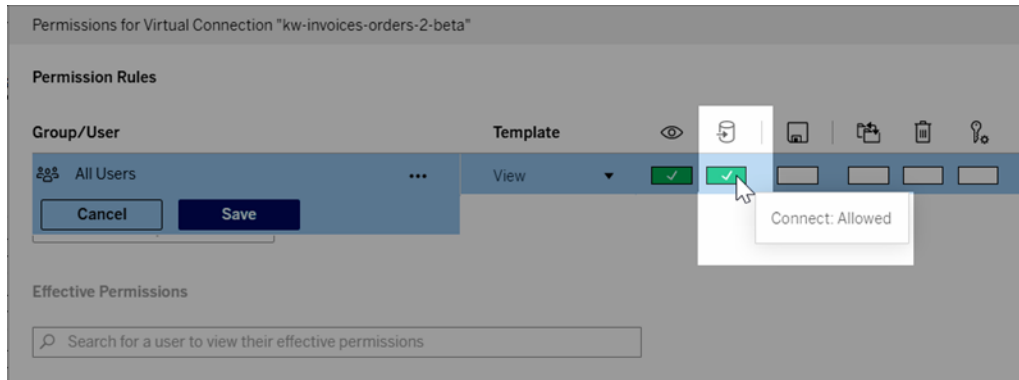 Permissions for Virtual Connection "kw-invoices-orders-2-beta"
Permission Rules
Group/User Template
All Users ... View
Cancel Save
Connect: Allowed
Effective Permissions
Search for a user to view their effective permissions